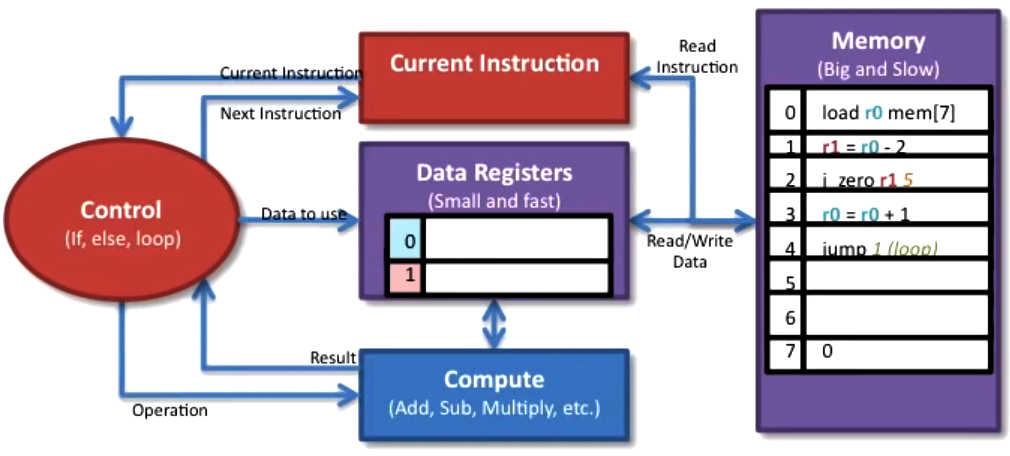 Current Instruction
Next Instruction
Current Instruction
Read
Instruction
Control
(If, else, loop)
Data to use
Data Registers
(Small and fast)
0
1
Read/Write
Data
Result
Operation
Compute
(Add, Sub, Multiply, etc.)
Memory
(Big and Slow)
0 load r0 mem[7]
1 r1 = r0 - 2
2 j_zero r1 5
3 r0 = r0 + 1
4 jump 1 (loop)
5
6
7 0